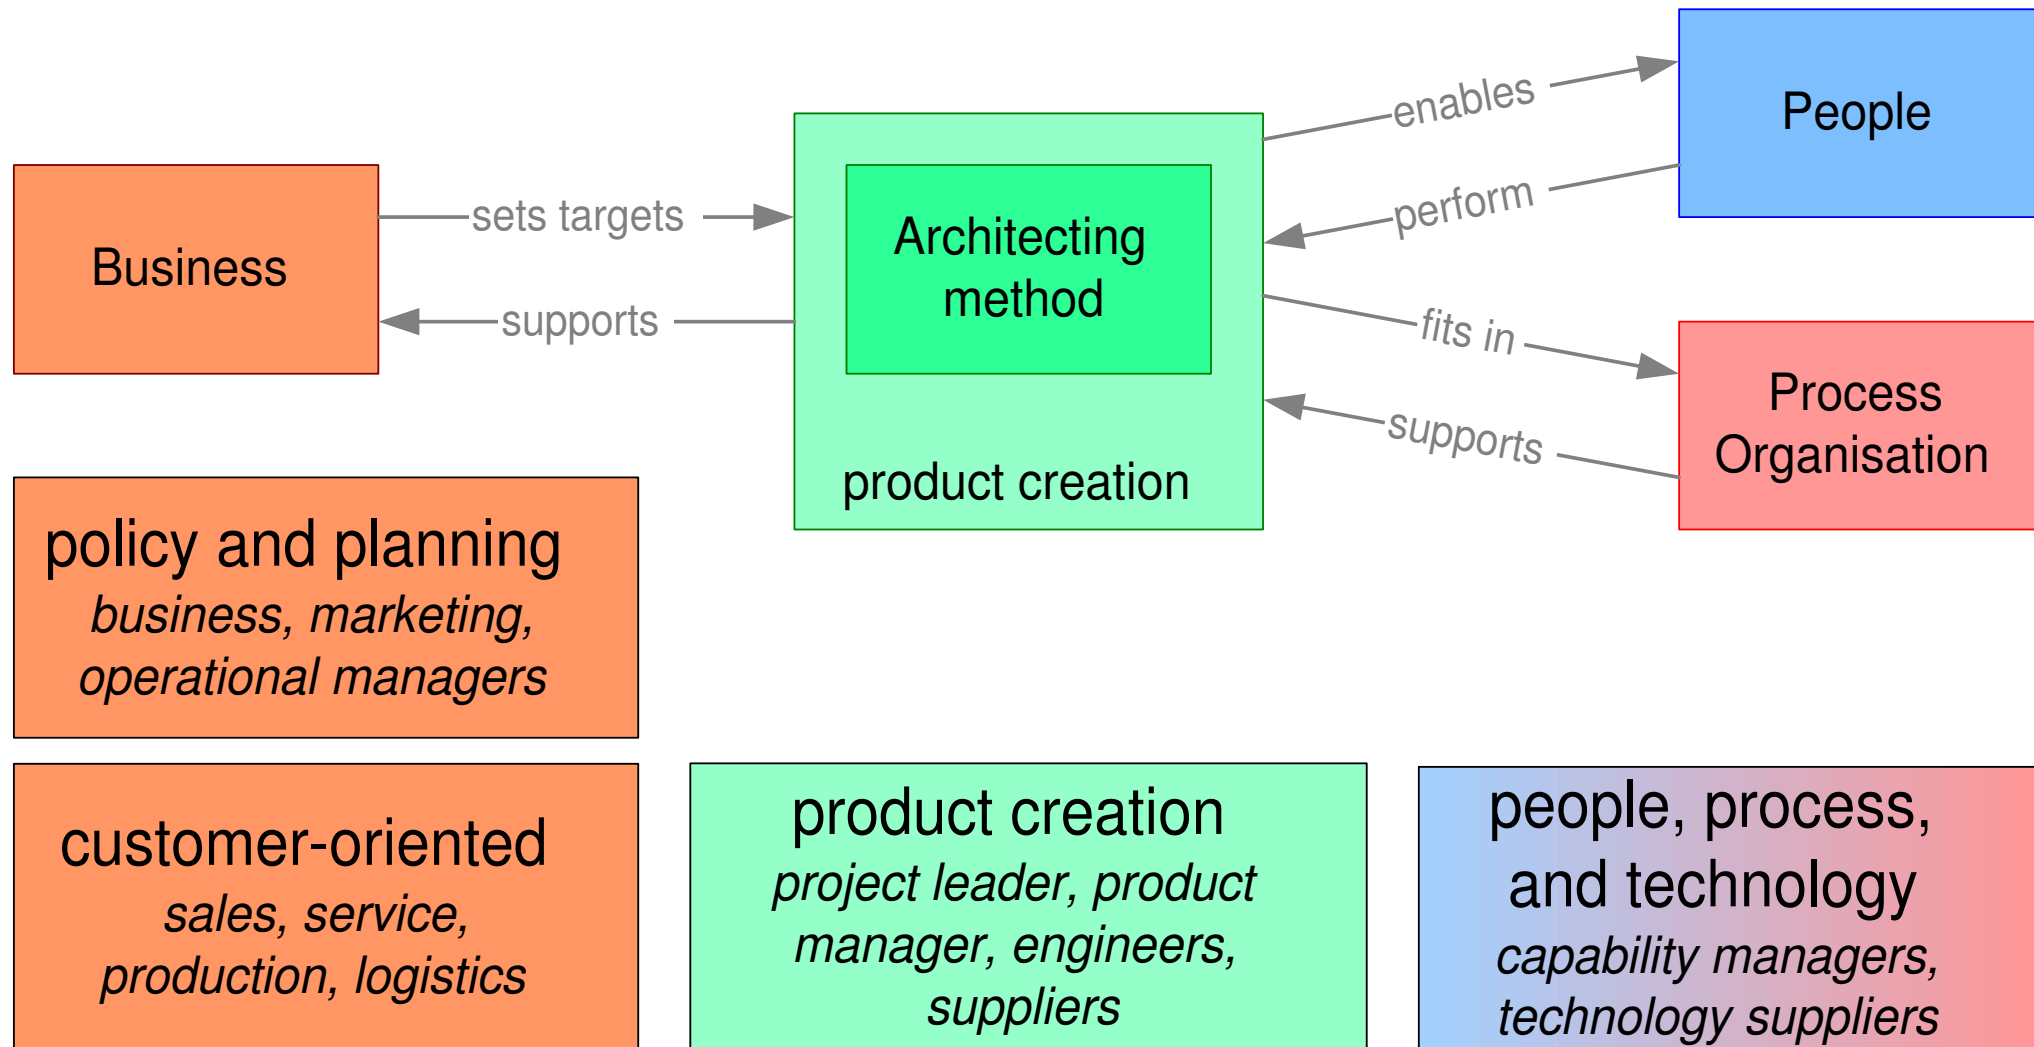 Business
sets targets
supports
Architecting
method
product creation
enables
perform
People
fits in
supports
Process
Organisation
policy and planning
business, marketing,
operational managers
customer-oriented
sales, service,
production, logistics
product creation
project leader, product
manager, engineers,
suppliers
people, process,
and technology
capability managers,
technology suppliers